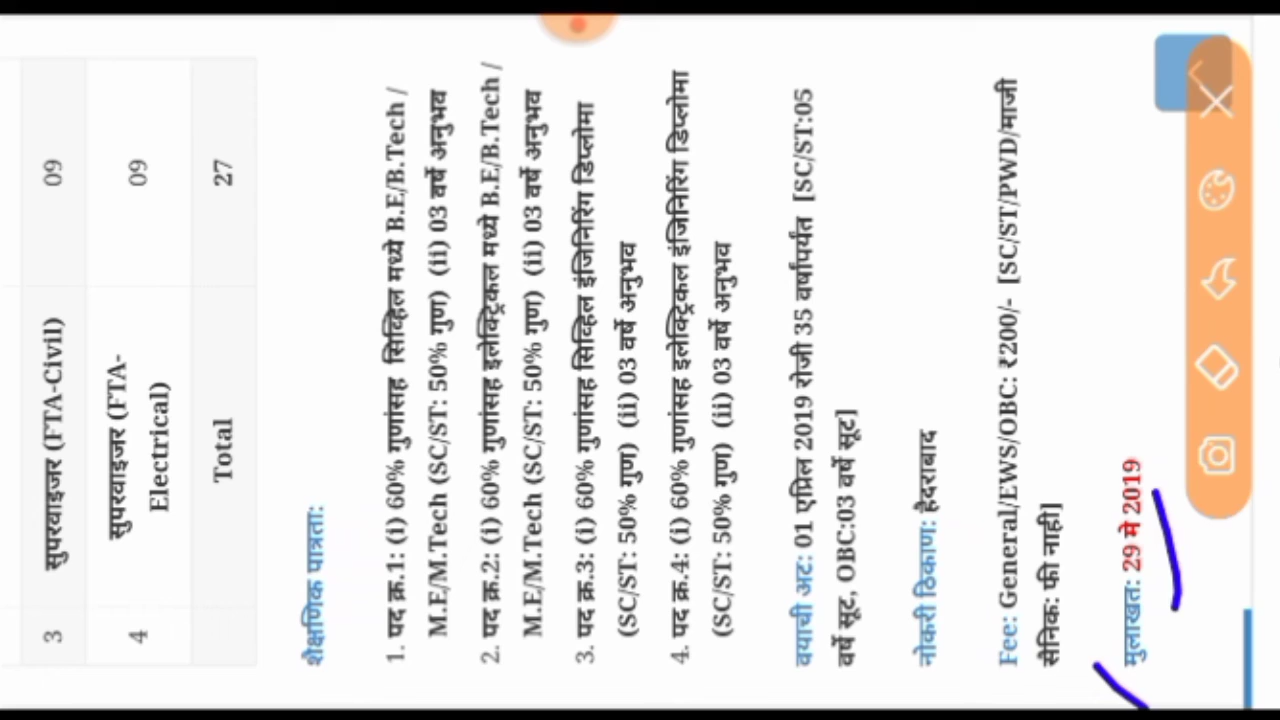 3 सुपरवाइजर (FTA-Civil) 09
4 सुपरवाइजर (FTA-
Electrical) 09
Total 27
शैक्षणिक पात्रता:
1. पद क्र.1: (i) 60% गुणांसह सिव्हिल मध्ये B.E/B.Tech /
M.E/M.Tech (SC/ST: 50% गुण) (ii) 03 वर्षे अनुभव
2. पद क्र.2: (i) 60% गुणांसह इलेक्ट्रिकल मध्ये B.E/B.Tech /
M.E/M.Tech (SC/ST: 50% गुण) (ii) 03 वर्षे अनुभव
3. पद क्र.3: (i) 60% गुणांसह सिव्हिल इंजिनिरिंग डिप्लोमा
(SC/ST: 50% गुण) (ii) 03 वर्षे अनुभव
4. पद क्र.4: (i) 60% गुणांसह इलेक्ट्रिकल इंजिनिरिंग डिप्लोमा
(SC/ST: 50% गुण) (ii) 03 वर्षे अनुभव
वयाची अट: 01 एप्रिल 2019 रोजी 35 वर्षांपर्यंत [SC/ST:05
वर्षे सूट, OBC:03 वर्षे सूट]
नोकरी ठिकाण: हैदराबाद
Fee: General/EWS/OBC: ₹200/- [SC/ST/PWD/माजी
सैनिक: फी नाही]
मुलाखत: 29 मे 2019